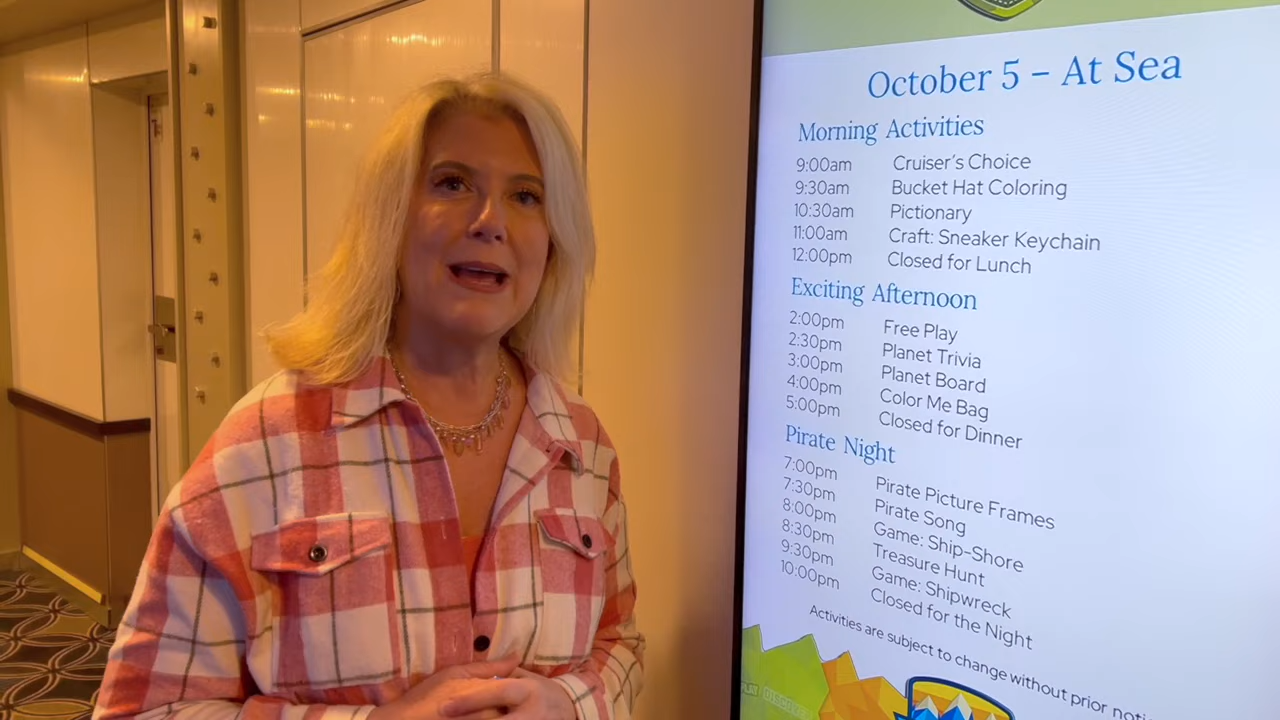 October 5 – At Sea
Morning Activities
9:00am Cruiser's Choice
9:30am Bucket Hat Coloring
10:30am Pictionary
11:00am Craft: Sneaker Keychain
12:00pm Closed for Lunch
Exciting Afternoon
2:00pm Free Play
2:30pm Planet Trivia
3:00pm Planet Board
4:00pm Color Me Bag
5:00pm Closed for Dinner
Pirate Night
7:00pm Pirate Picture Frames
7:30pm Pirate Song
8:00pm Game: Ship-Shore
8:30pm Treasure Hunt
9:30pm Game: Shipwreck
10:00pm Closed for the Night
Activities are subject to change without prior noti